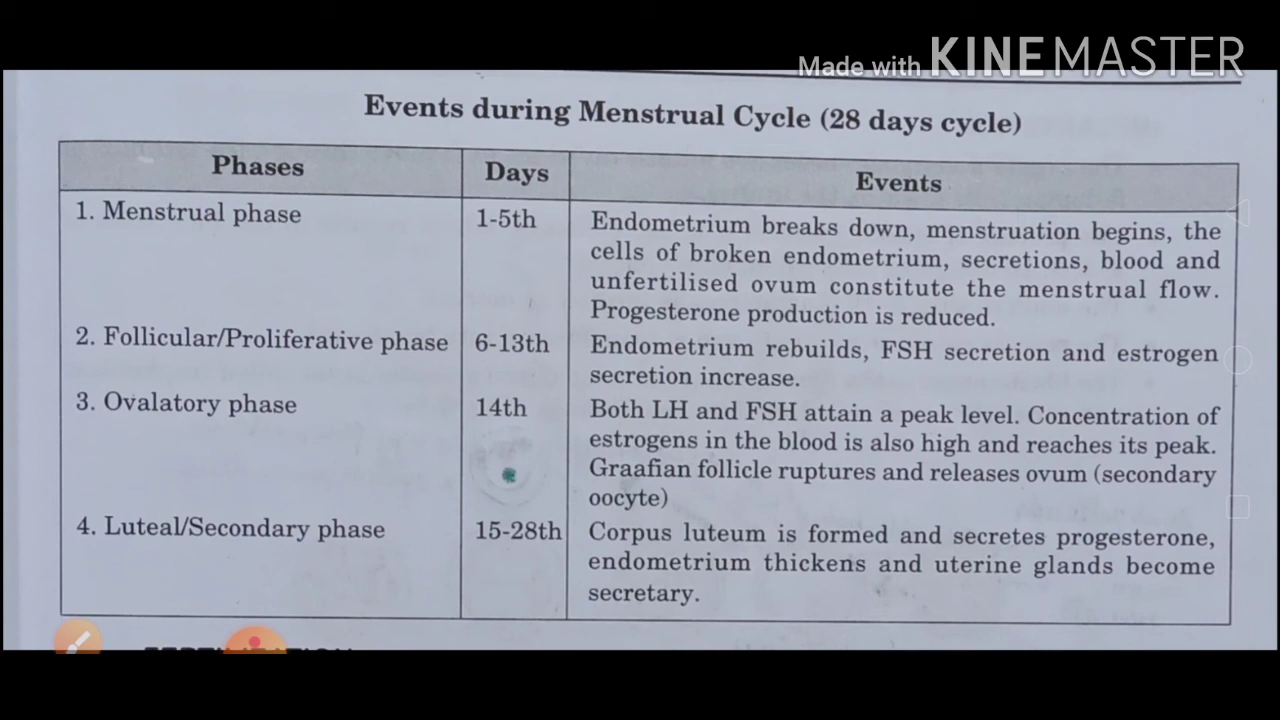 Made with KINEMASTER
Events during Menstrual Cycle (28 days cycle)
Phases Days Events
1. Menstrual phase 1-5th Endometrium breaks down, menstruation begins, the
cells of broken endometrium, secretions, blood and
unfertilised ovum constitute the menstrual flow.
Progesterone production is reduced.
2. Follicular/Proliferative phase 6-13th Endometrium rebuilds, FSH secretion and estrogen
secretion increase.
3. Ovalatory phase 14th Both LH and FSH attain a peak level. Concentration of
estrogens in the blood is also high and reaches its peak.
Graafian follicle ruptures and releases ovum (secondary
oocyte)
4. Luteal/Secondary phase 15-28th Corpus luteum is formed and secretes progesterone,
endometrium thickens and uterine glands become
secretary.